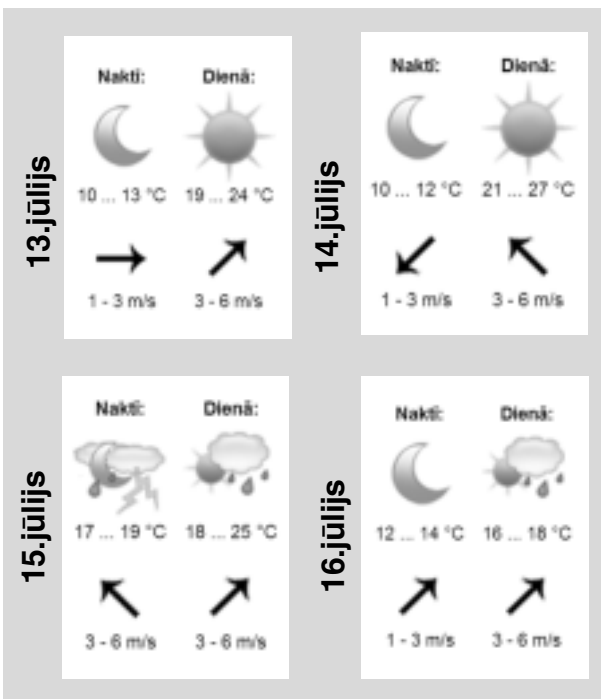 13.jūlijs
Naktī: Dienā:
10 ... 13 °C 19 ... 24 °C
1 - 3 m/s 3 - 6 m/s
14.jūlijs
Naktī: Dienā:
10 ... 12 °C 21 ... 27 °C
1 - 3 m/s 3 - 6 m/s
15.jūlijs
Naktī: Dienā:
17 ... 19 °C 18 ... 25 °C
3 - 6 m/s 3 - 6 m/s
16.jūlijs
Naktī: Dienā:
12 ... 14 °C 16 ... 18 °C
1 - 3 m/s 3 - 6 m/s